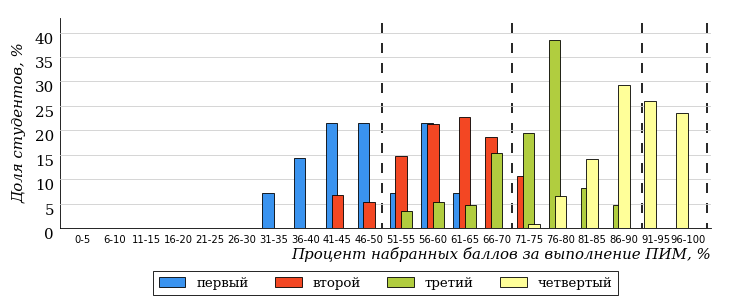 Доля студентов, %
40
35
30
25
20
15
10
5
0
0-5 6-10 11-15 16-20 21-25 26-30 31-35 36-40 41-45 46-50 51-55 56-60 61-65 66-70 71-75 76-80 81-85 86-90 91-95 96-100
Процент набранных баллов за выполнение ПИМ, %
первый второй третий четвертый